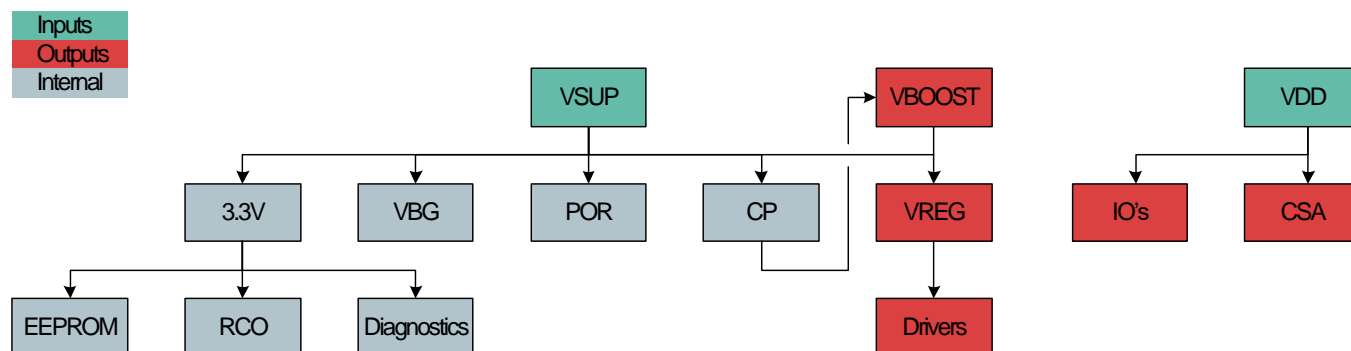 Inputs
Outputs
Internal
VSUP
VBOOST
VDD
3.3V
VBG
POR
CP
VREG
IO's
CSA
EEPROM
RCO
Diagnostics
Drivers